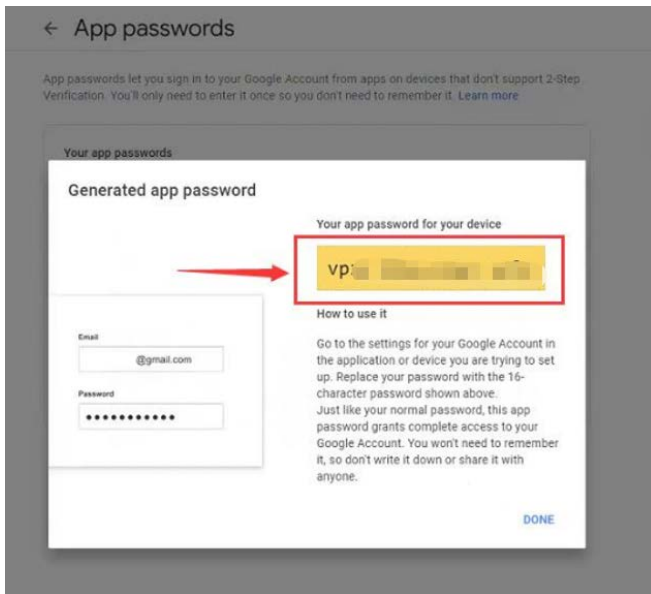 ← App passwords
App passwords let you sign in to your Google Account from apps on devices that don't support 2-Step
Verification. You'll only need to enter it once so you don't need to remember it. Learn more
Your app passwords
Generated app password
Your app password for your device
How to use it
Go to the settings for your Google Account in
the application or device you are trying to set
up. Replace your password with the 16-
character password shown above.
Just like your normal password, this app
password grants complete access to your
Google Account. You won't need to remember
it, so don't write it down or share it with
anyone.
Email
@gmail.com
Password
•••••••••••
DONE